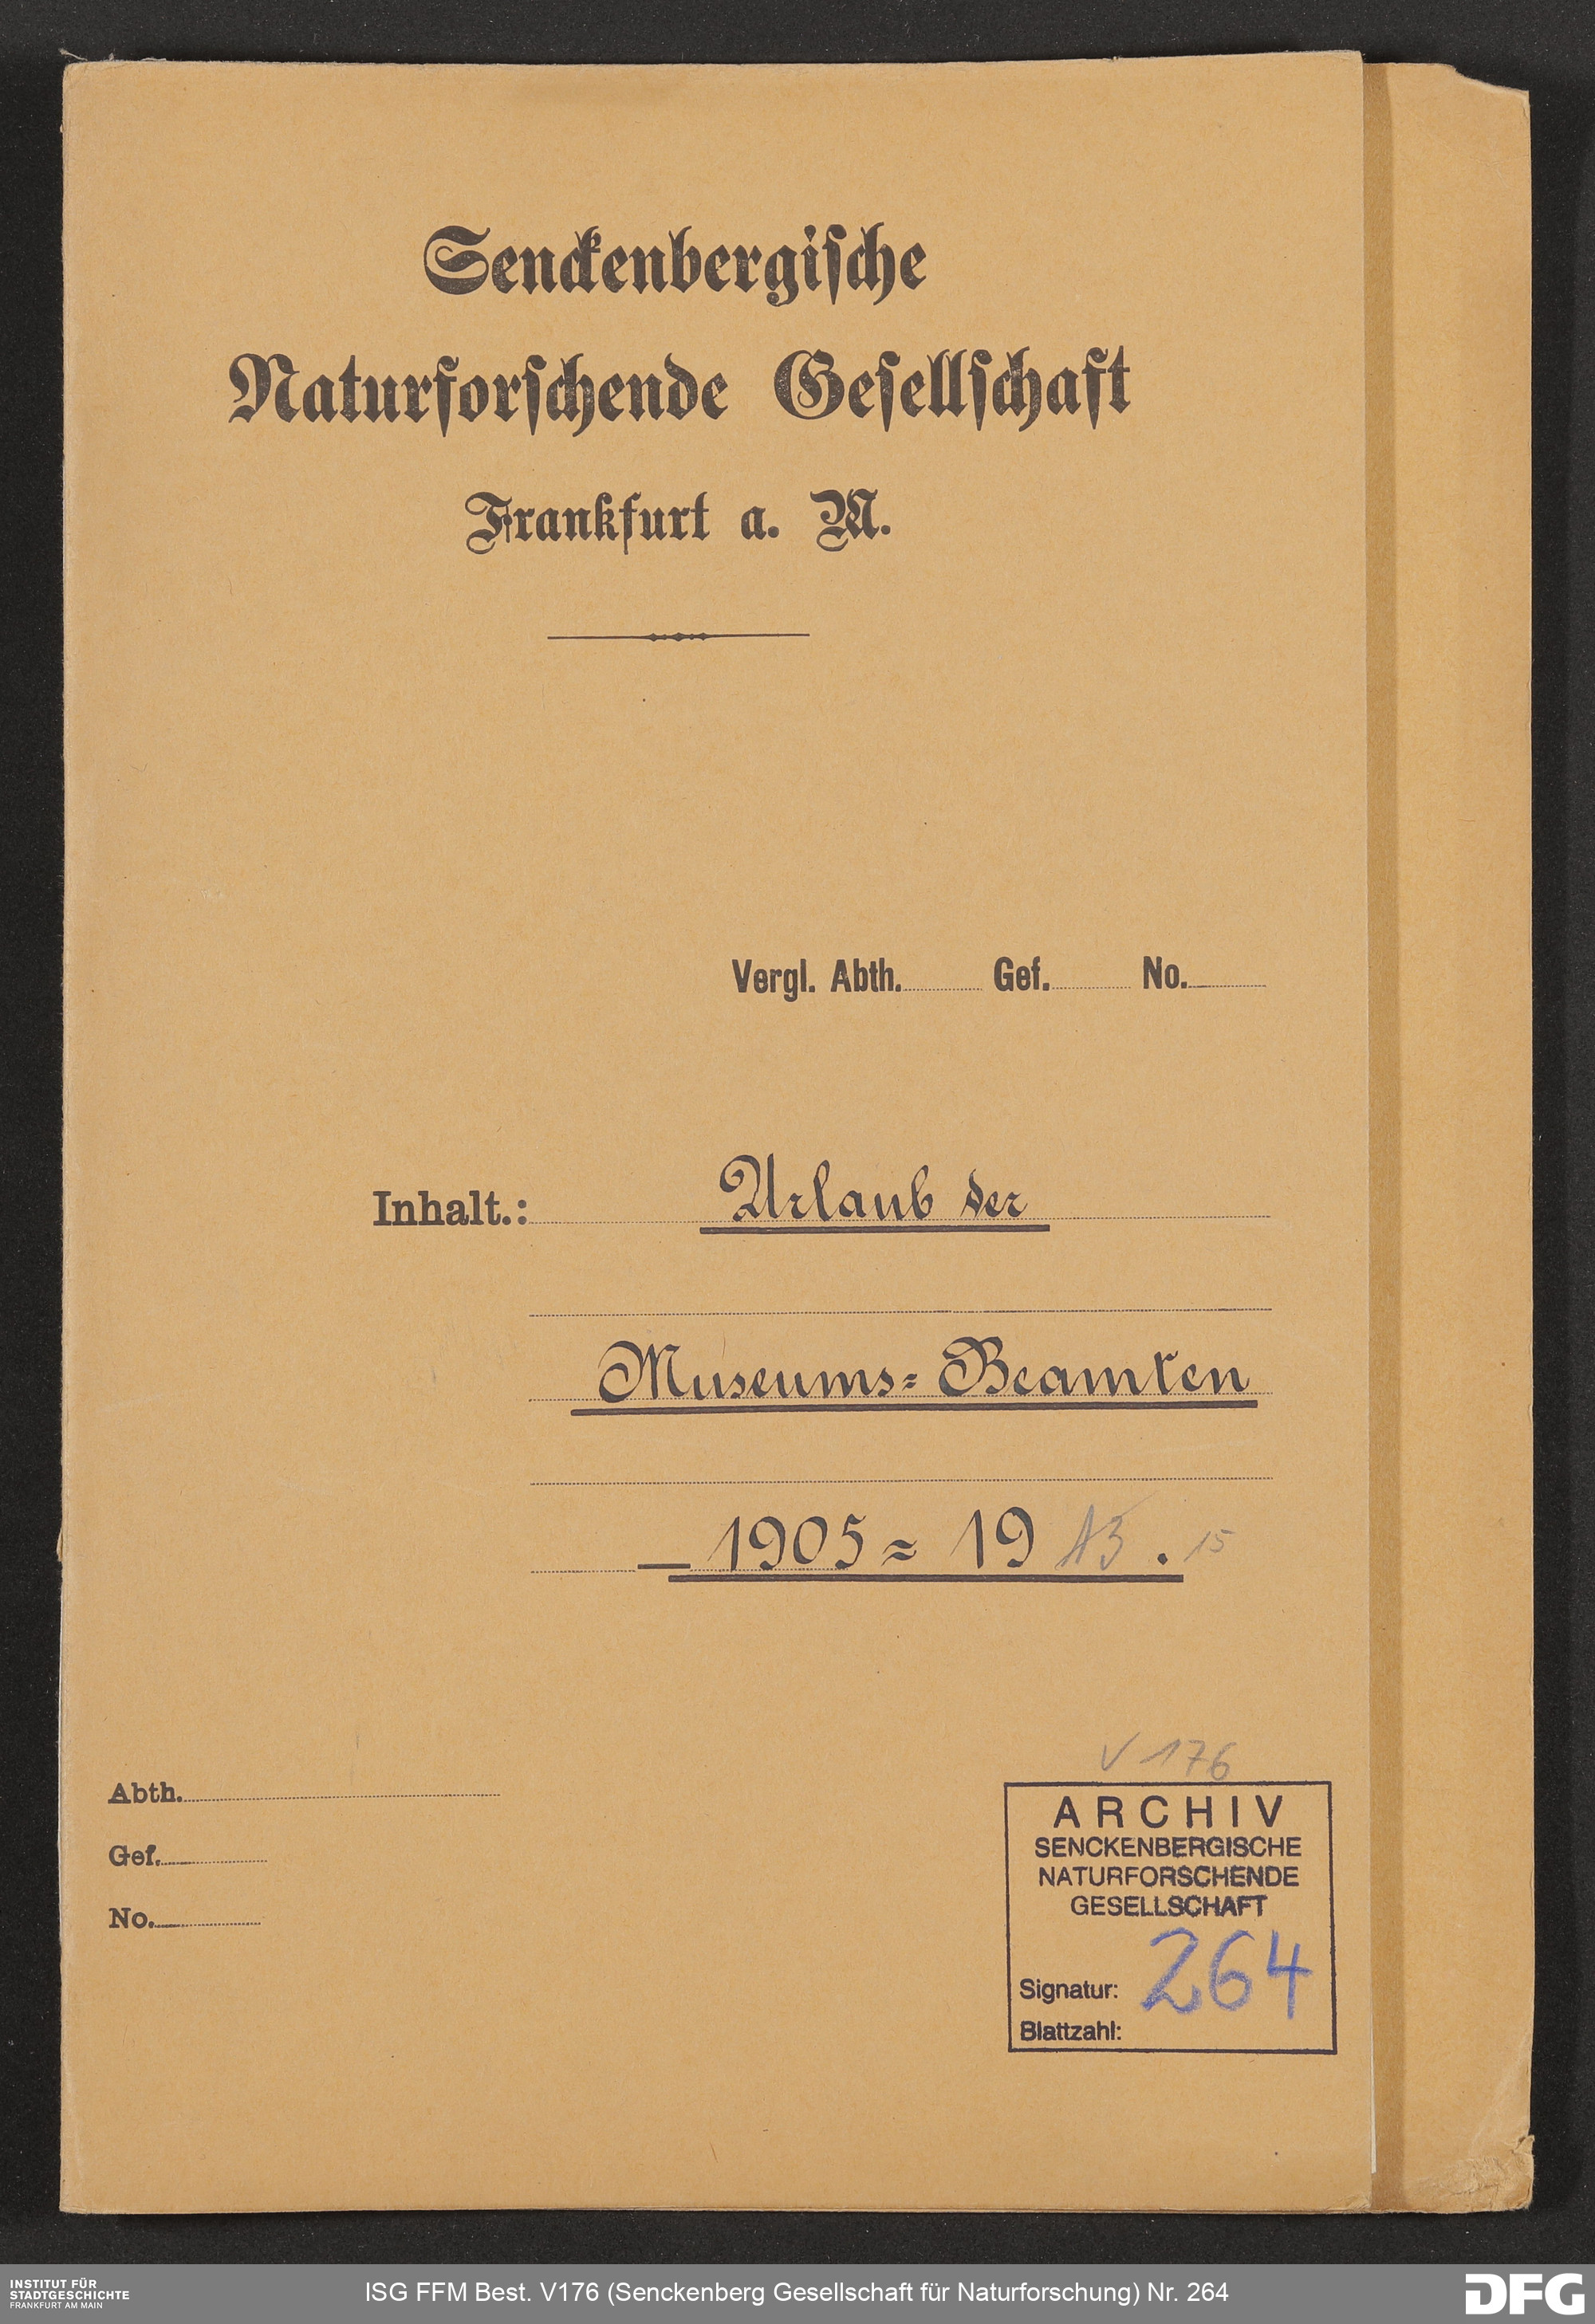 Senckenbergische
Naturforschende Gesellschaft
Frankfurt a. M.
Vergl. Abth. Gef. No.
Inhalt.: Urlaub der
Museums= Beamten
– 1905 = 19 13 . 15
Abth.
Gef.
No.
V 176
ARCHIV
SENCKENBERGISCHE
NATURFORSCHENDE
GESELLSCHAFT
Signatur: 264
Blattzahl:
INSTITUT FÜR
STADTGESCHICHTE
FRANKFURT AM MAIN
ISG FFM Best. V176 (Senckenberg Gesellschaft für Naturforschung) Nr. 264
DFG